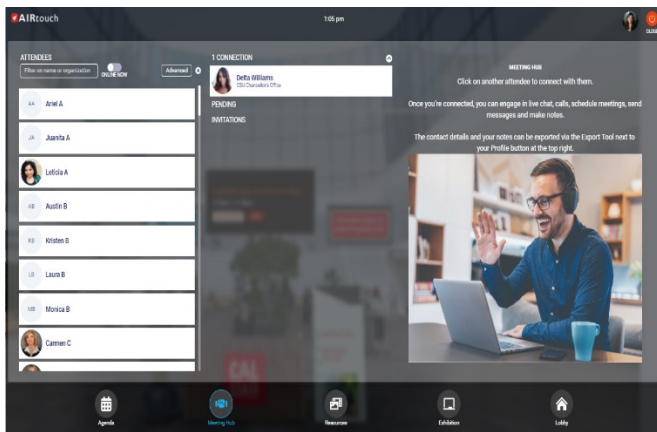 AIRtouch
1:05 pm
CLOSE
ATTENDEES
Filter on name or organization
ONLINE NOW
Advanced
AA Ariel A
JA Juanita A
Leticia A
AB Austin B
KB Kristen B
LB Laura B
MB Monica B
Carmen C
1 CONNECTION
Delta Williams
CSU Chancellor's Office
PENDING
INVITATIONS
MEETING HUB
Click on another attendee to connect with them.
Once you're connected, you can engage in live chat, calls, schedule meetings, send
messages and make notes.
The contact details and your notes can be exported via the Export Tool next to
your Profile button at the top right.
CAL
Agenda
Meeting Hub
Resources
Exhibition
Lobby